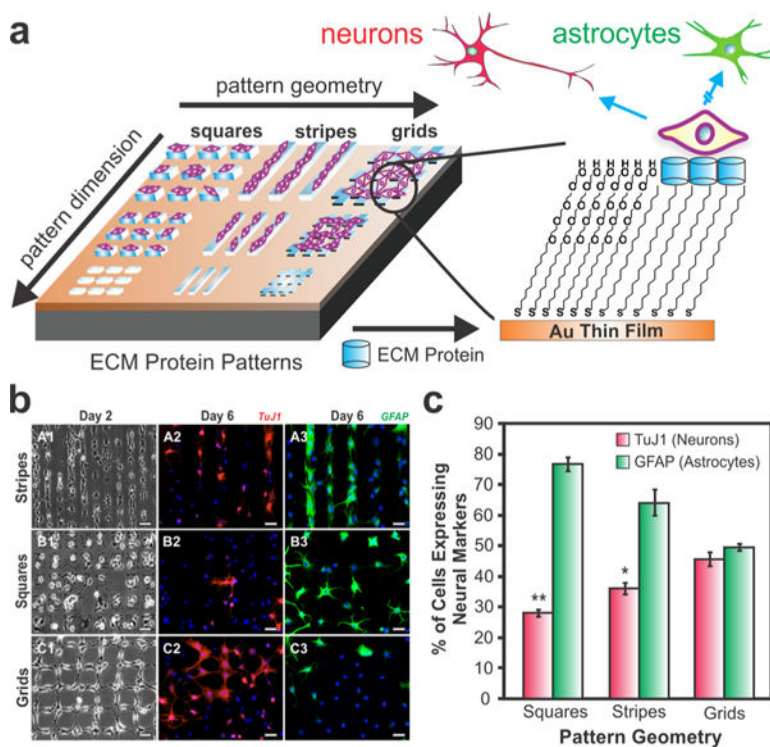 a
neurons
astrocytes
pattern geometry
squares
stripes
grids
pattern dimension
H H H H H H H
O O O O O O O
O O O O O O
O O O O O O
O O O O O
S S S S S S S S S S S S
Au Thin Film
ECM Protein Patterns
ECM Protein
b
Day 2
Day 6
TuJ1
Day 6
GFAP
Stripes
A1
A2
A3
Squares
B1
B2
B3
Grids
C1
C2
C3
c
% of Cells Expressing
Neural Markers
90
80
70
60
50
40
30
20
10
0
TuJ1 (Neurons)
GFAP (Astrocytes)
**
*
Squares
Stripes
Grids
Pattern Geometry